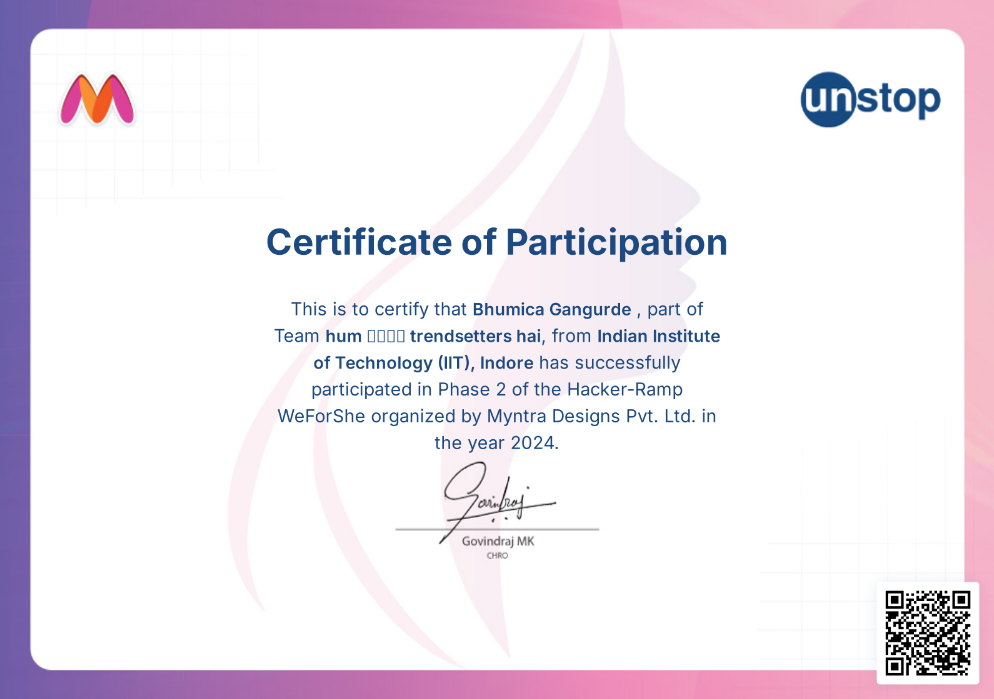 unstop
Certificate of Participation
This is to certify that Bhumica Gangurde , part of
Team hum trendsetters hai, from Indian Institute
of Technology (IIT), Indore has successfully
participated in Phase 2 of the Hacker-Ramp
WeForShe organized by Myntra Designs Pvt. Ltd. in
the year 2024.
Govindraj
Govindraj MK
CHRO